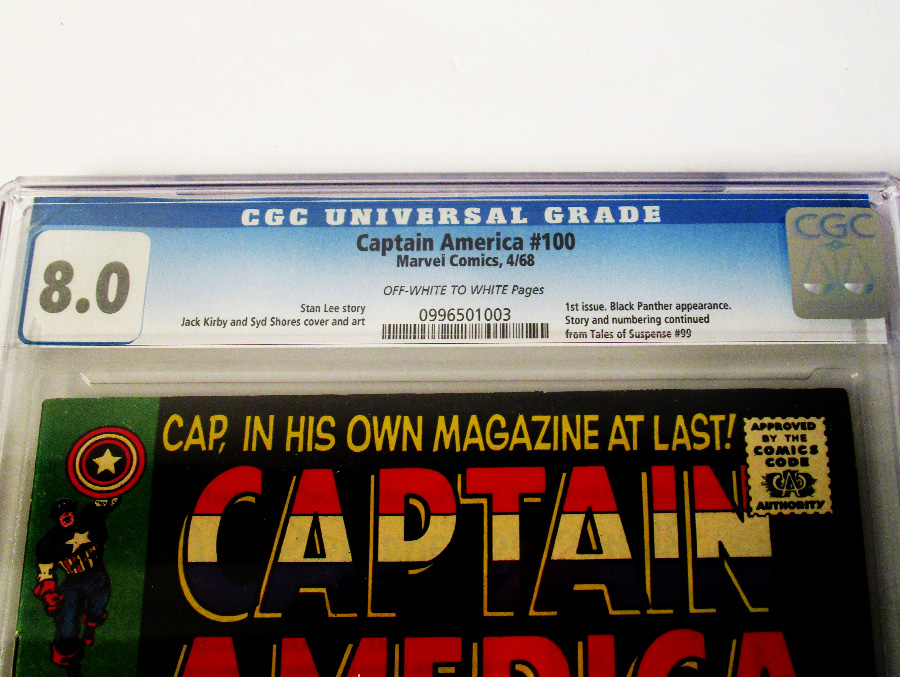 CGC UNIVERSAL GRADE
8.0
Captain America #100
Marvel Comics, 4/68
OFF-WHITE TO WHITE Pages
Stan Lee story
Jack Kirby and Syd Shores cover and art
0996501003
1st issue. Black Panther appearance.
Story and numbering continued
from Tales of Suspense #99
CGC
CAP, IN HIS OWN MAGAZINE AT LAST!
APPROVED
BY THE
COMICS
CODE
CA
AUTHORITY
CAPTAIN
AMERICA